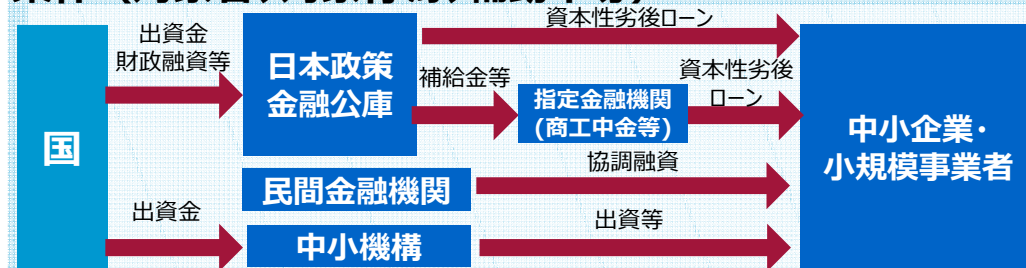 資本性劣後ローン
出資金
財政融資等
日本政策
金融公庫
補給金等
資本性劣後
ローン
指定金融機関
(商工中金等)
国
中小企業・
小規模事業者
協調融資
民間金融機関
出資金
出資等
中小機構